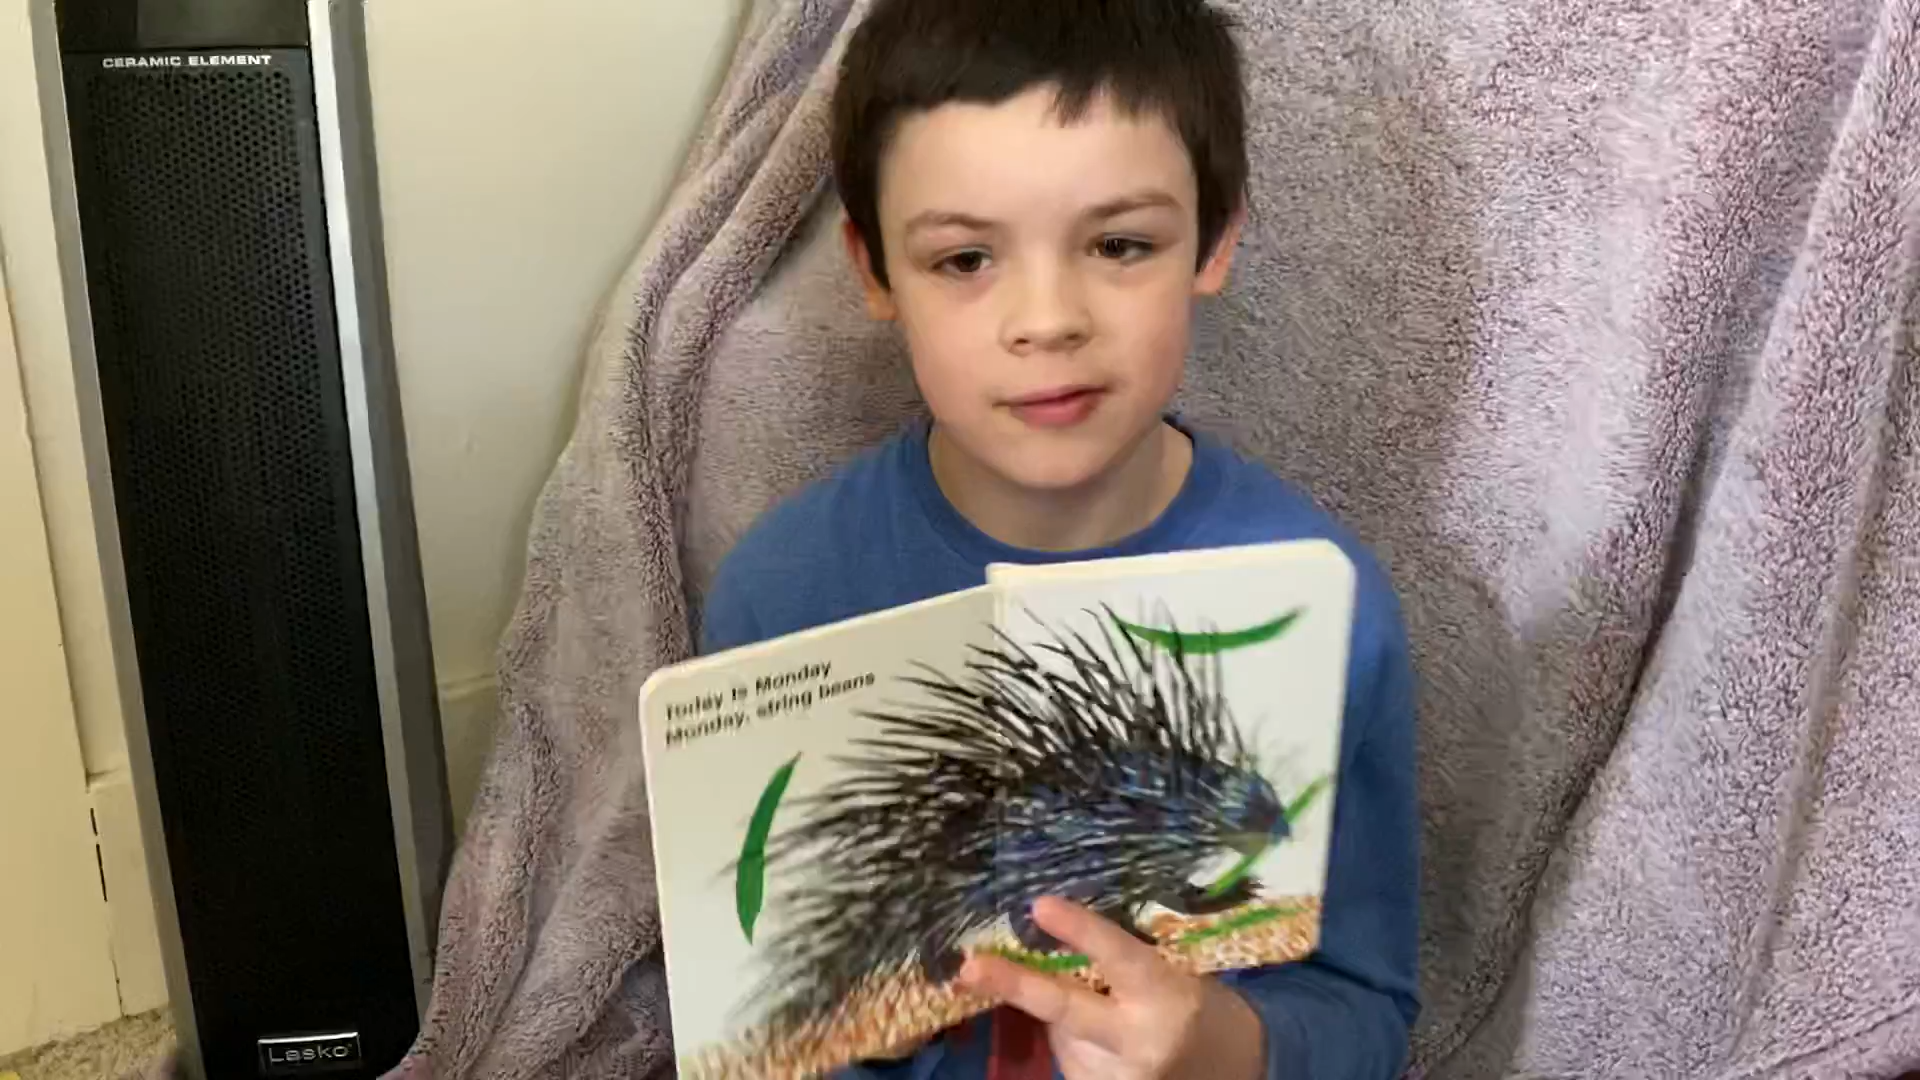 CERAMIC ELEMENT
Today is Monday
Monday, string beans
Lasko